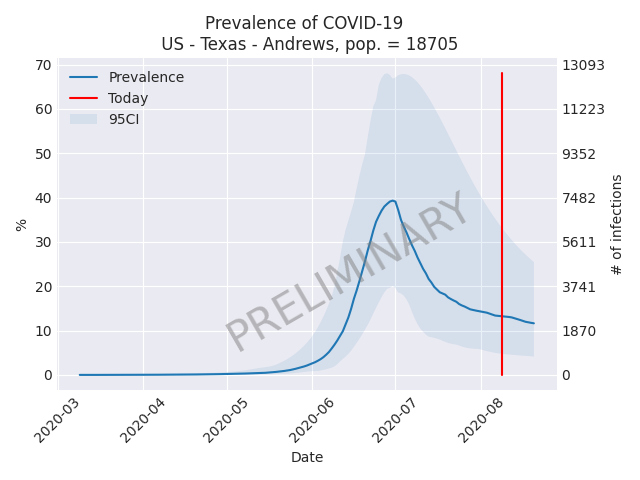 Prevalence of COVID-19
US - Texas - Andrews, pop. = 18705
Prevalence
Today
95CI
70
60
50
40
30
20
10
0
13093
11223
9352
7482
5611
3741
1870
0
%
# of infections
PRELIMINARY
2020-03
2020-04
2020-05
2020-06
2020-07
2020-08
Date